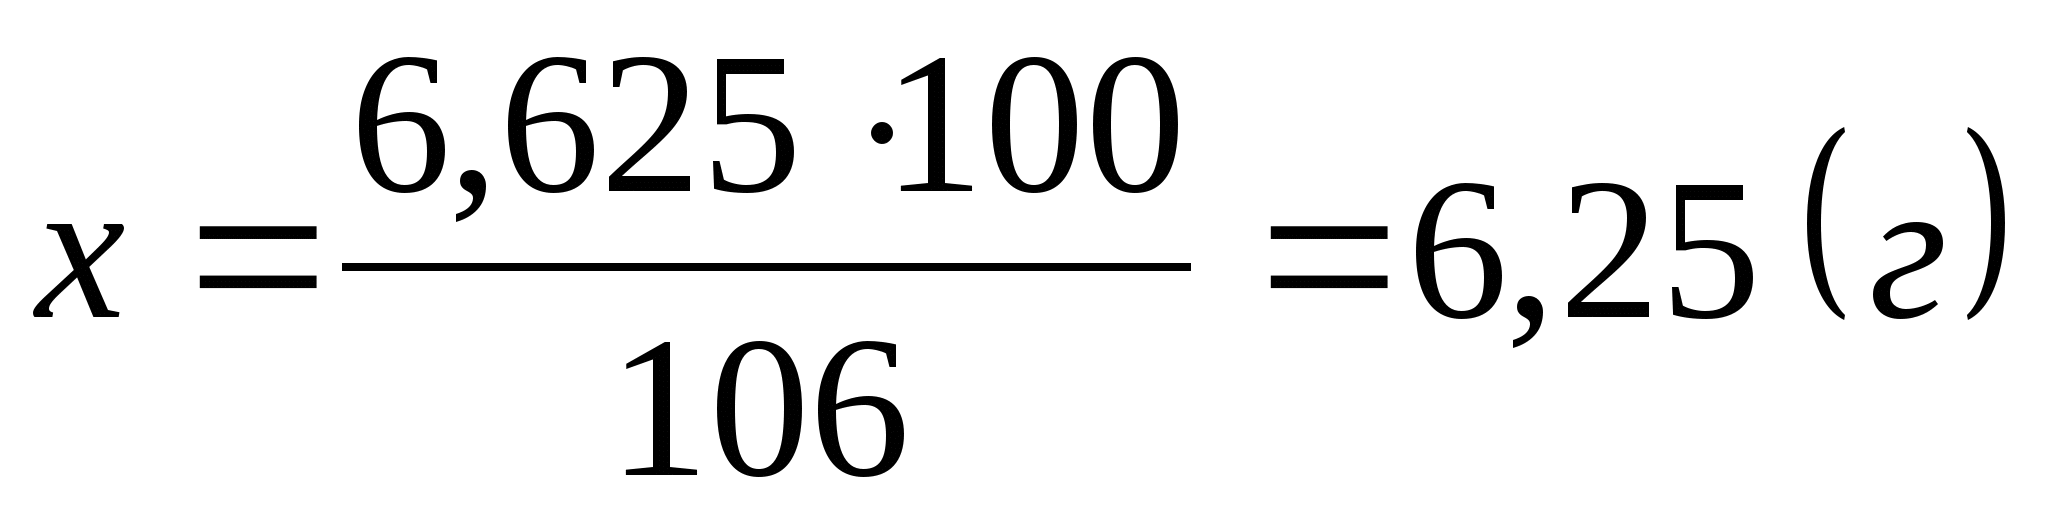 x = 6,625 · 100 / 106 = 6,25 (г)